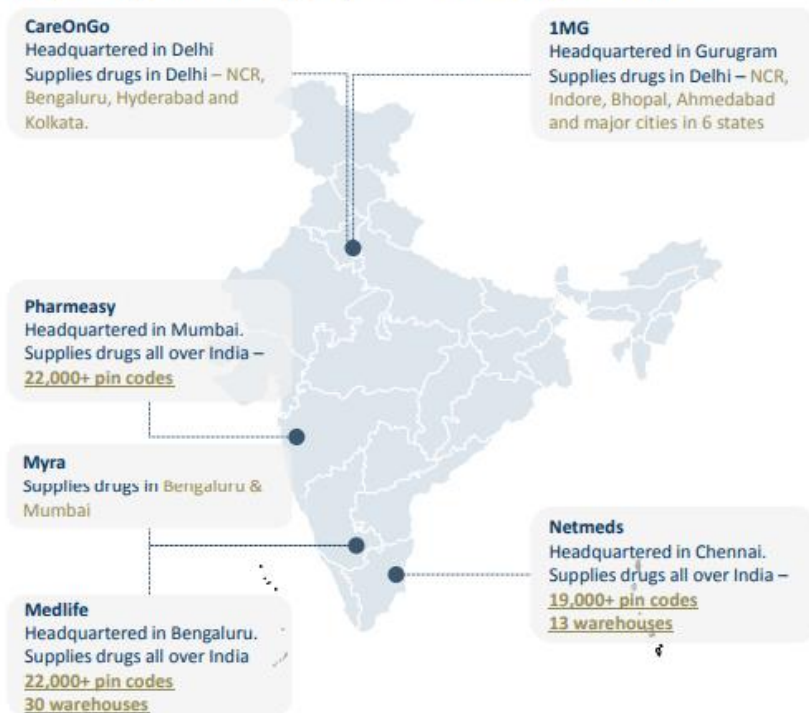 CareOnGo
Headquartered in Delhi
Supplies drugs in Delhi – NCR,
Bengaluru, Hyderabad and
Kolkata.
1MG
Headquartered in Gurugram
Supplies drugs in Delhi – NCR,
Indore, Bhopal, Ahmedabad
and major cities in 6 states
Pharmeasy
Headquartered in Mumbai.
Supplies drugs all over India –
22,000+ pin codes
Myra
Supplies drugs in Bengaluru &
Mumbai
Netmeds
Headquartered in Chennai.
Supplies drugs all over India –
19,000+ pin codes
13 warehouses
Medlife
Headquartered in Bengaluru.
Supplies drugs all over India
22,000+ pin codes
30 warehouses